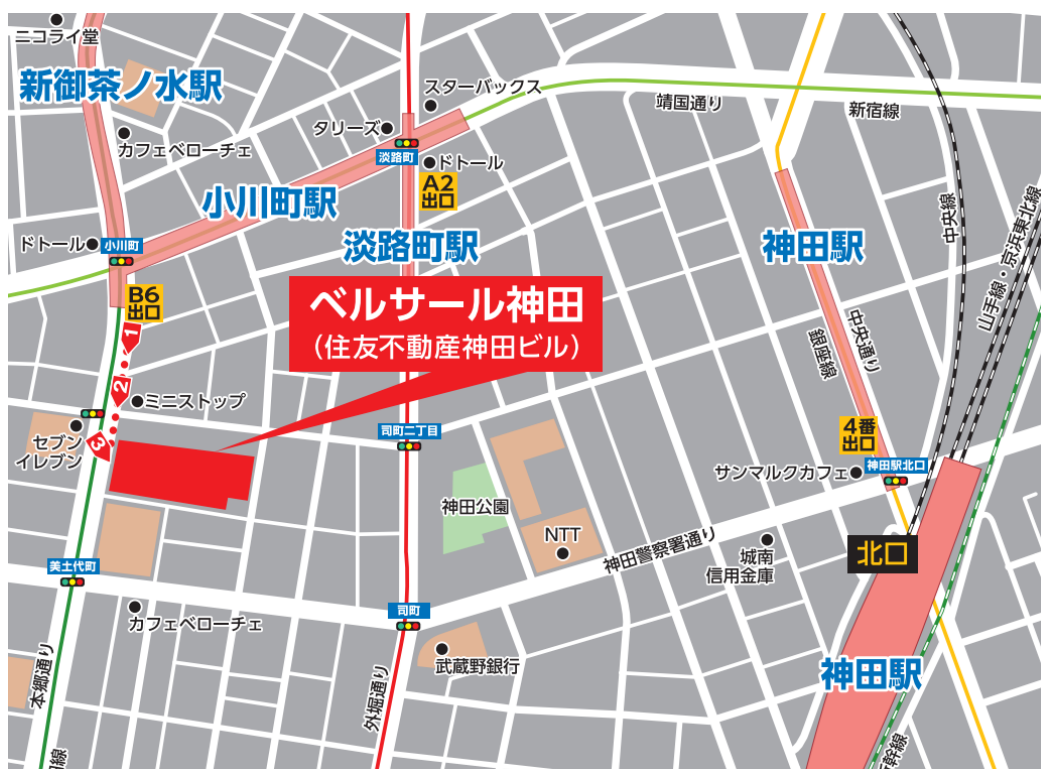 ニコライ堂
新御茶ノ水駅
カフェベローチェ
スターバックス
タリーズ
淡路町
ドトール
A2
出口
靖国通り
新宿線
小川町駅
淡路町駅
神田駅
中央線
山手線・京浜東北線
ドトール
小川町
B6
出口
ベルサール神田
(住友不動産神田ビル)
中央通り
銀座線
1
2
3
ミニストップ
セブン
イレブン
司町二丁目
4番
出口
神田駅北口
サンマルクカフェ
神田公園
NTT
神田警察署通り
城南
信用金庫
北口
美土代町
カフェベローチェ
司町
武蔵野銀行
神田駅
本郷通り
外堀通り
幹線
線